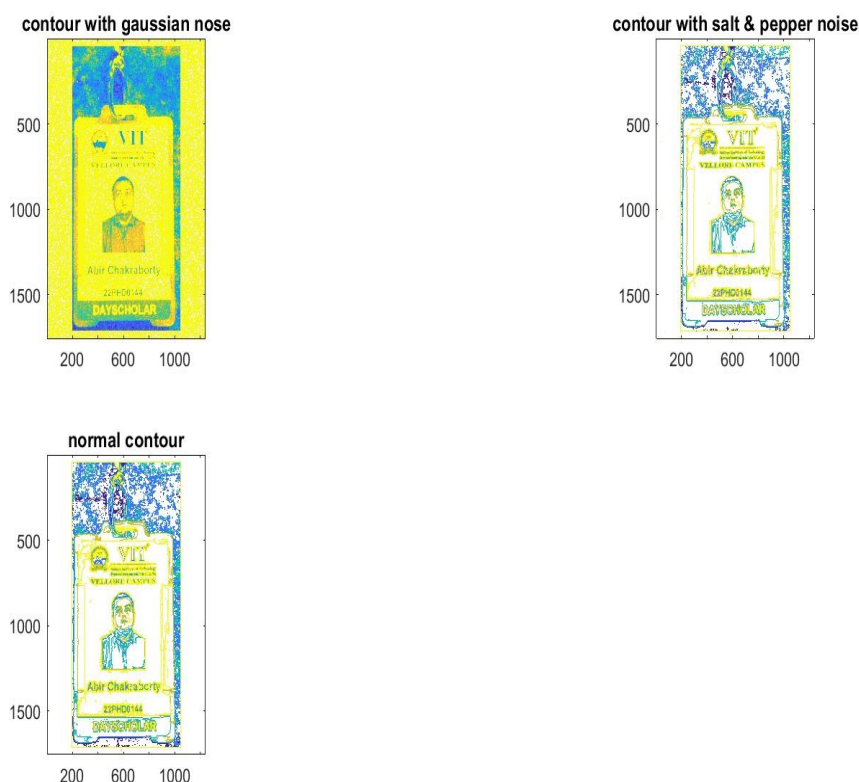 contour with gaussian nose
500
1000
1500
200 600 1000
VIT
VELLORE CAMPUS
Abir Chakraborty
22PHD0144
DAYSCHOLAR
contour with salt & pepper noise
500
1000
1500
200 600 1000
VIT
VELLORE CAMPUS
Abir Chakraborty
22PHD0144
DAYSCHOLAR
normal contour
500
1000
1500
200 600 1000
VIT
VELLORE CAMPUS
Abir Chakraborty
22PHD0144
DAYSCHOLAR